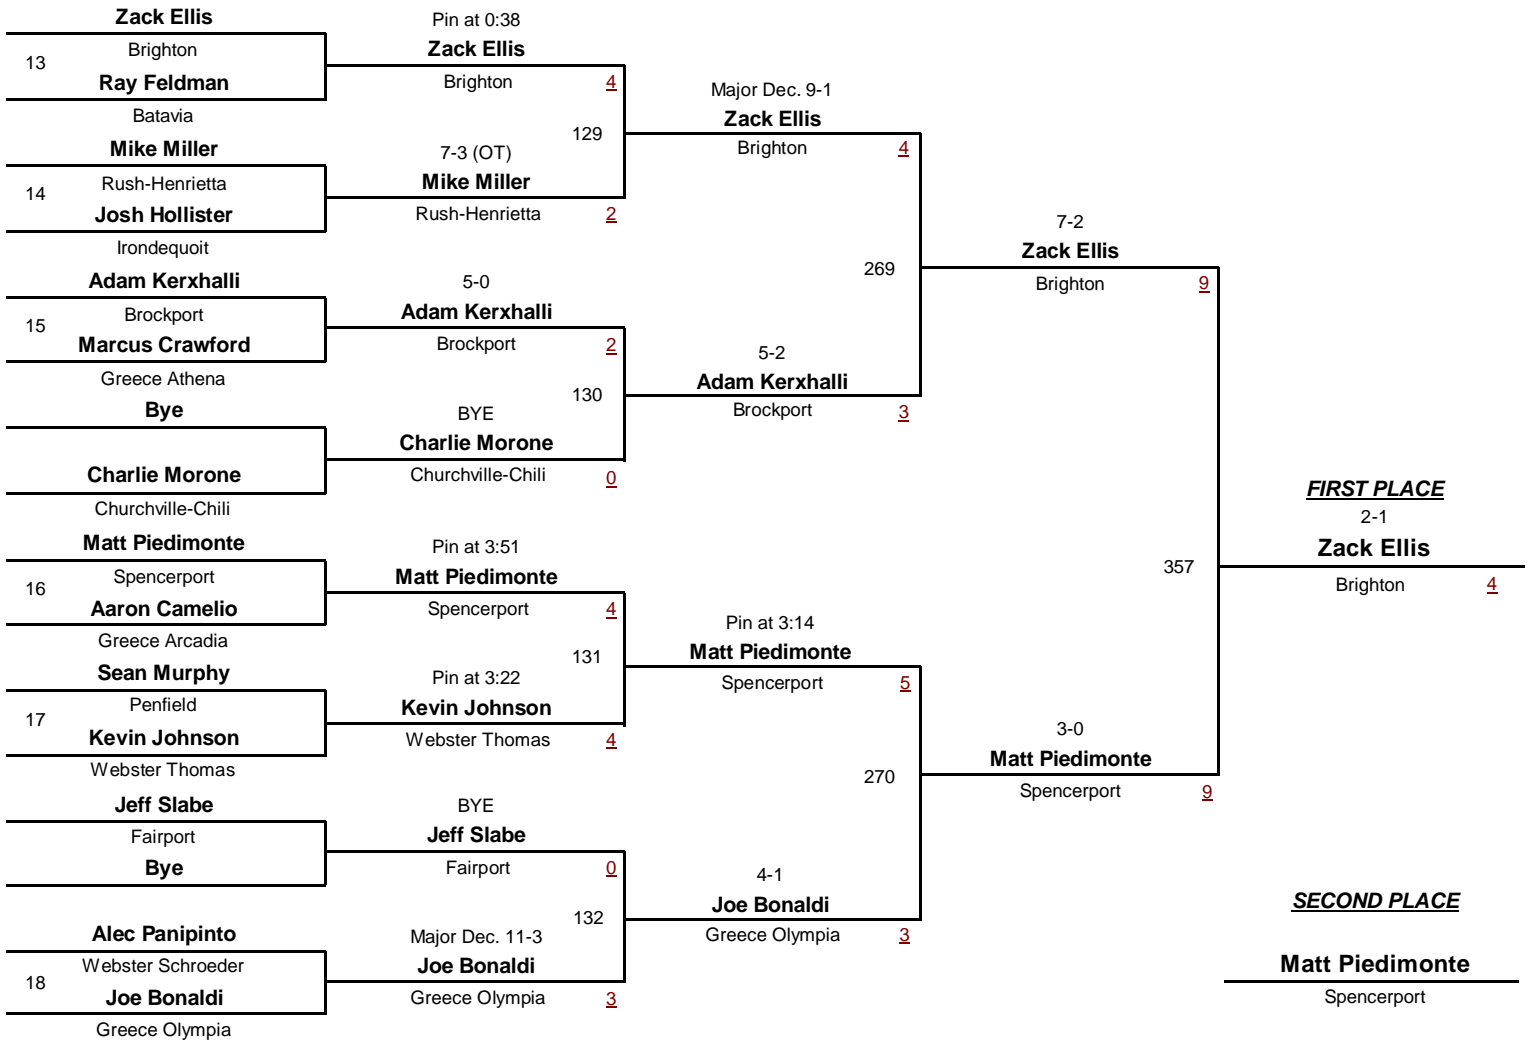 Zack Ellis
13
Brighton
Ray Feldman
Batavia
Mike Miller
14
Rush-Henrietta
Josh Hollister
Irondequoit
Adam Kerxhalli
15
Brockport
Marcus Crawford
Greece Athena
Bye
Charlie Morone
Churchville-Chili
Matt Piedimonte
16
Spencerport
Aaron Camelio
Greece Arcadia
Sean Murphy
17
Penfield
Kevin Johnson
Webster Thomas
Jeff Slabe
Fairport
Bye
Alec Panipinto
18
Webster Schroeder
Joe Bonaldi
Greece Olympia
Pin at 0:38
Zack Ellis
Brighton 4
129
7-3 (OT)
Mike Miller
Rush-Henrietta 2
5-0
Adam Kerxhalli
Brockport 2
130
BYE
Charlie Morone
Churchville-Chili 0
Pin at 3:51
Matt Piedimonte
Spencerport 4
131
Pin at 3:22
Kevin Johnson
Webster Thomas 4
BYE
Jeff Slabe
Fairport 0
132
Major Dec. 11-3
Joe Bonaldi
Greece Olympia 3
Major Dec. 9-1
Zack Ellis
Brighton 4
269
5-2
Adam Kerxhalli
Brockport 3
Pin at 3:14
Matt Piedimonte
Spencerport 5
270
4-1
Joe Bonaldi
Greece Olympia 3
7-2
Zack Ellis
Brighton 9
357
3-0
Matt Piedimonte
Spencerport 9
FIRST PLACE
2-1
Zack Ellis
Brighton 4
SECOND PLACE
Matt Piedimonte
Spencerport